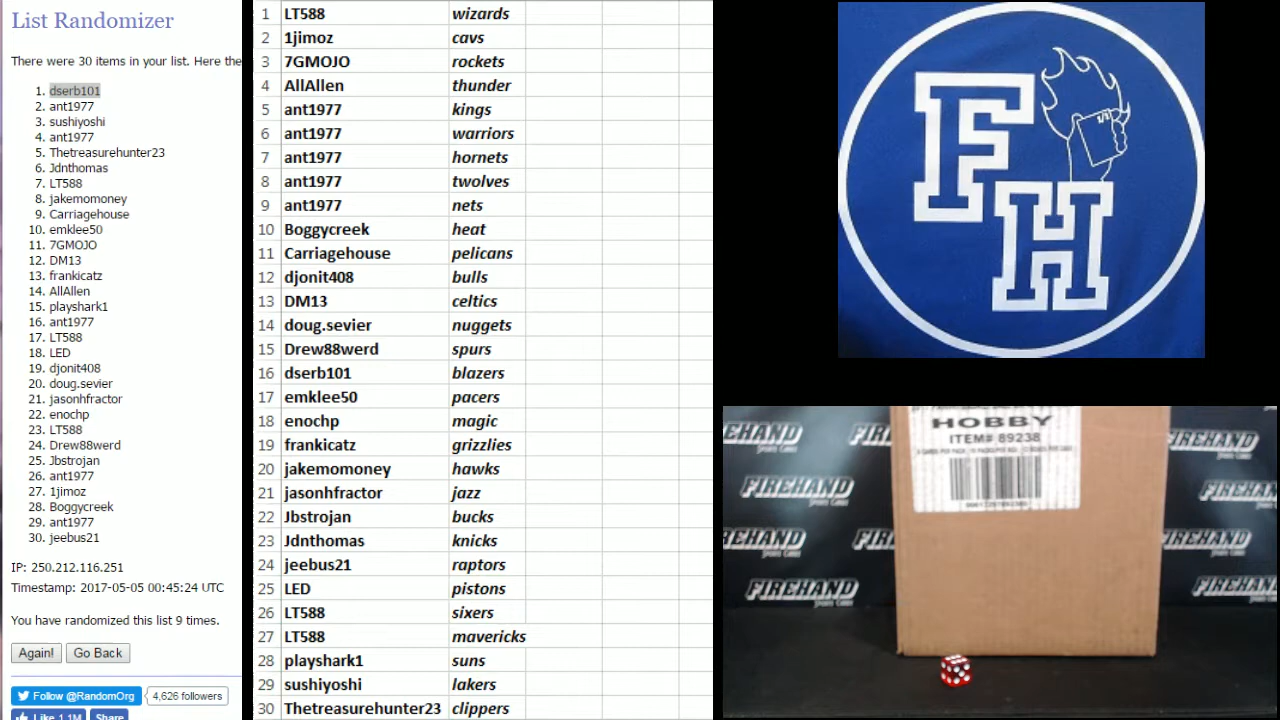 List Randomizer
There were 30 items in your list. Here the
1. dserb101
2. ant1977
3. sushiyoshi
4. ant1977
5. Thetreasurehunter23
6. Jdnthomas
7. LT588
8. jakemomoney
9. Carriagehouse
10. emklee50
11. 7GMOJO
12. DM13
13. frankicatz
14. AllAllen
15. playshark1
16. ant1977
17. LT588
18. LED
19. djonit408
20. doug.sevier
21. jasonhfractor
22. enochp
23. LT588
24. Drew88werd
25. Jbstrojan
26. ant1977
27. 1jimoz
28. Boggycreek
29. ant1977
30. jeebus21
IP: 250.212.116.251
Timestamp: 2017-05-05 00:45:24 UTC
You have randomized this list 9 times.
Again! Go Back
Follow @RandomOrg 4,626 followers
Like 1.1M Share
1 LT588 wizards
2 1jimoz cavs
3 7GMOJO rockets
4 AllAllen thunder
5 ant1977 kings
6 ant1977 warriors
7 ant1977 hornets
8 ant1977 twolves
9 ant1977 nets
10 Boggycreek heat
11 Carriagehouse pelicans
12 djonit408 bulls
13 DM13 celtics
14 doug.sevier nuggets
15 Drew88werd spurs
16 dserb101 blazers
17 emklee50 pacers
18 enochp magic
19 frankicatz grizzlies
20 jakemomoney hawks
21 jasonhfractor jazz
22 Jbstrojan bucks
23 Jdnthomas knicks
24 jeebus21 raptors
25 LED pistons
26 LT588 sixers
27 LT588 mavericks
28 playshark1 suns
29 sushiyoshi lakers
30 Thetreasurehunter23 clippers
FH
HOBBY
ITEM# 89238
FIREHAND
FIREHAND
FIREHAND
FIREHAND
FIREHAND
FIREHAND
FIREHAND
FIREHAND